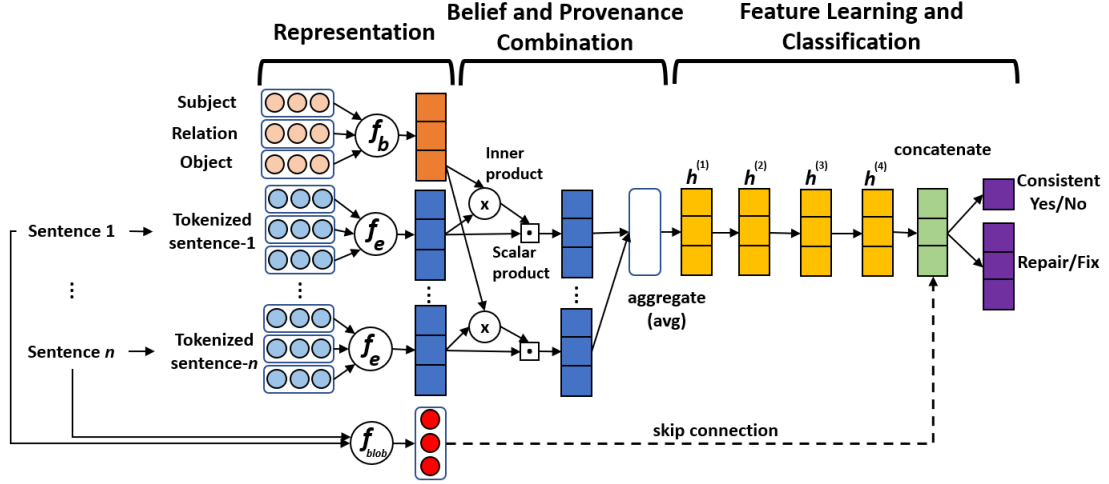 Representation
Belief and Provenance
Combination
Feature Learning and
Classification
Subject
Relation
Object
f b
Inner
product
x
h(1)
h(2)
h(3)
h(4)
concatenate
Consistent
Yes/No
Sentence 1
Tokenized
sentence-1
f e
Scalar
product
Repair/Fix
aggregate
(avg)
Sentence n
Tokenized
sentence-n
f e
x
f blob
skip connection